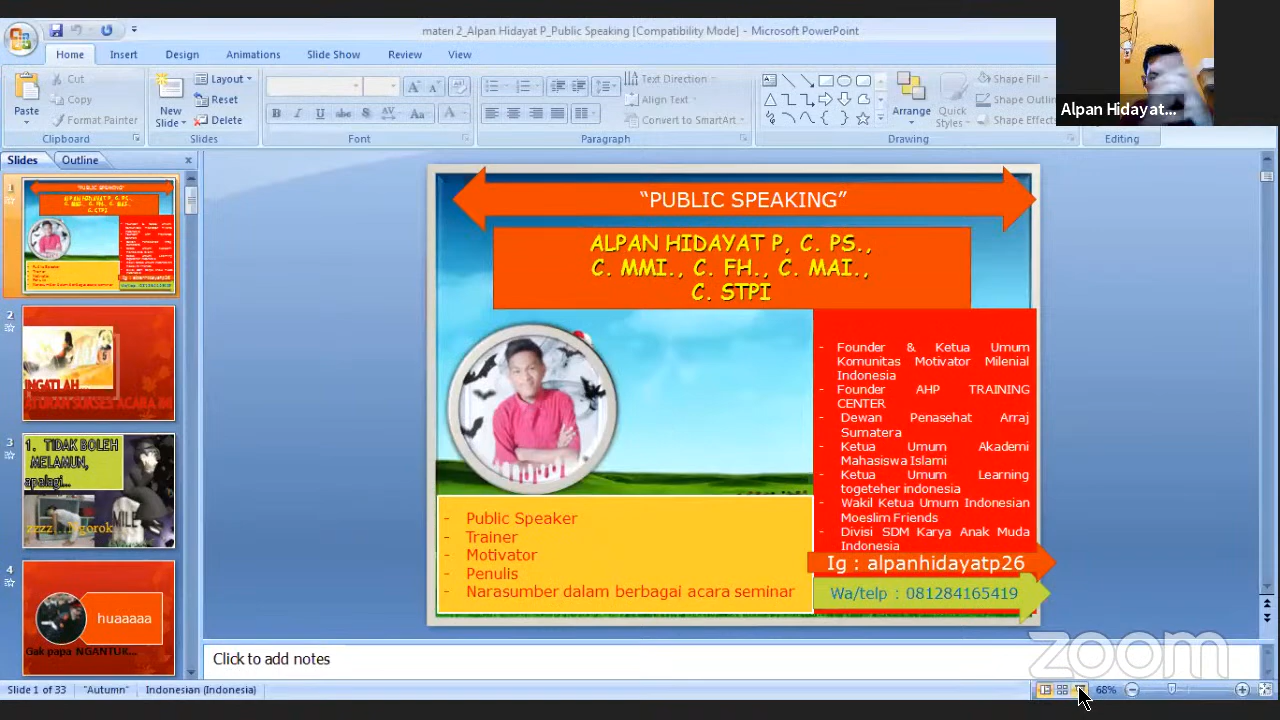 materi 2_Alpan Hidayat P_Public Speaking [Compatibility Mode] - Microsoft PowerPoint
Home Insert Design Animations Slide Show Review View
Paste
Cut
Copy
Format Painter
Clipboard
New
Slide
Layout
Reset
Delete
Slides
Font
Text Direction
Align Text
Convert to SmartArt
Paragraph
Arrange
Quick
Styles
Shape Fill
Shape Outline
Shape Effects
Drawing
Editing
Alpan Hidayat...
Slides Outline
1
2
INGATLAH...
3
1. TIDAK BOLEH
MELAMUN,
apalagi...
zzzz... Ngorok
4
huaaaaa
Gak papa NGANTUK...
“PUBLIC SPEAKING”
ALPAN HIDAYAT P, C. PS.,
C. MMI., C. FH., C. MAI.,
C. STPI
- Public Speaker
- Trainer
- Motivator
- Penulis
- Narasumber dalam berbagai acara seminar
- Founder & Ketua Umum
Komunitas Motivator Milenial
Indonesia
- Founder AHP TRAINING
CENTER
- Dewan Penasehat Arraj
Sumatera
- Ketua Umum Akademi
Mahasiswa Islami
- Ketua Umum Learning
togeteher indonesia
- Wakil Ketua Umum Indonesian
Moeslim Friends
- Divisi SDM Karya Anak Muda
Indonesia
Ig : alpanhidayatp26
Wa/telp : 081284165419
Click to add notes
zoom
Slide 1 of 33 "Autumn" Indonesian (Indonesia) 68%